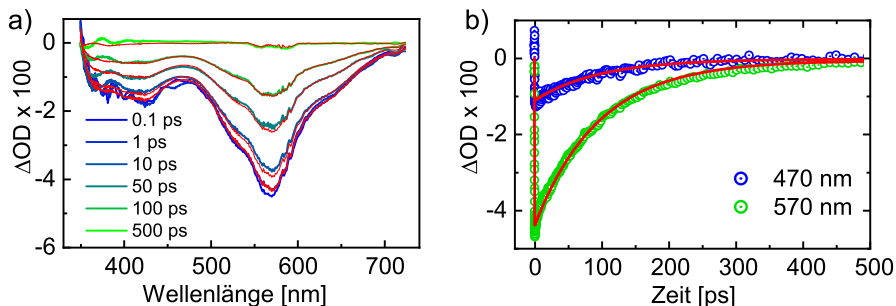 a)
ΔOD x 100
0
-2
-4
-6
0.1 ps
1 ps
10 ps
50 ps
100 ps
500 ps
400
500
600
700
Wellenlänge [nm]
b)
ΔOD x 100
0
-2
-4
470 nm
570 nm
0
100
200
300
400
500
Zeit [ps]